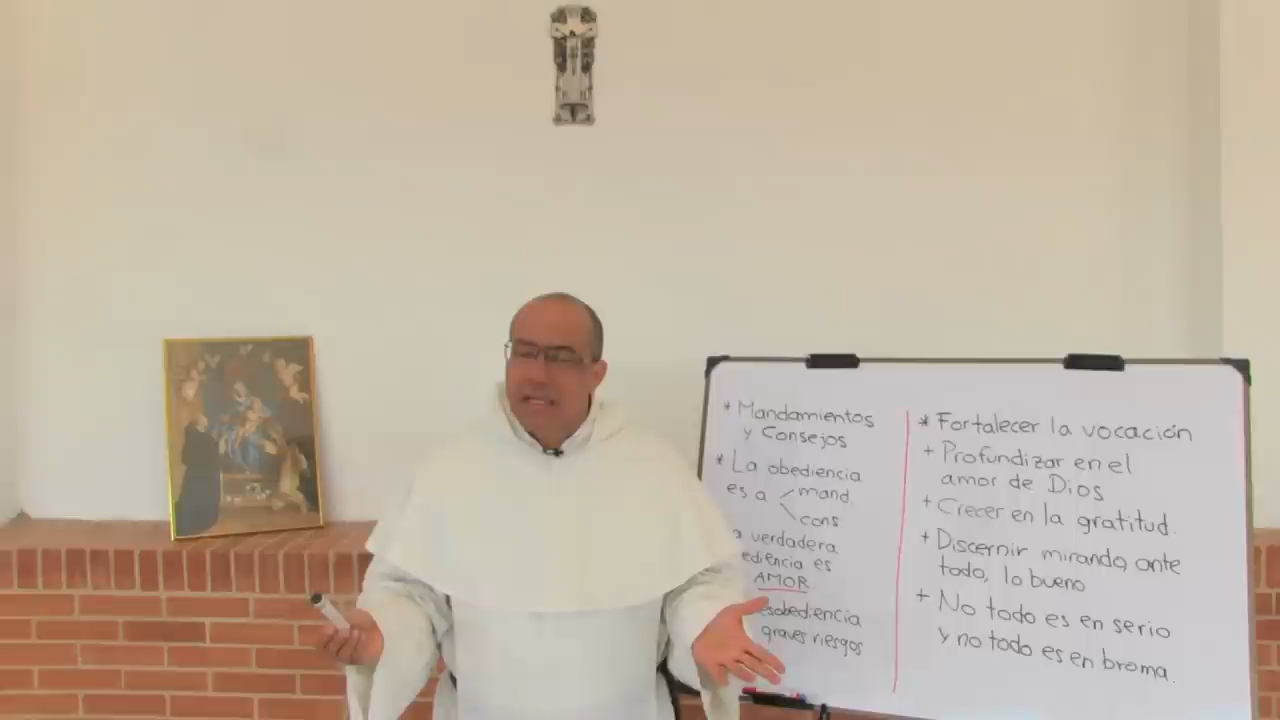 * Mandamientos
y Consejos
* La obediencia
es a mand
cons
verdadera
ediencia es
AMOR
esobediencia
graves riesgos
* Fortalecer la vocación
+ Profundizar en el
amor de Dios
+ Crecer en la gratitud.
+ Discernir mirando ante
todo, lo bueno
+ No todo es en serio
y no todo es en broma.